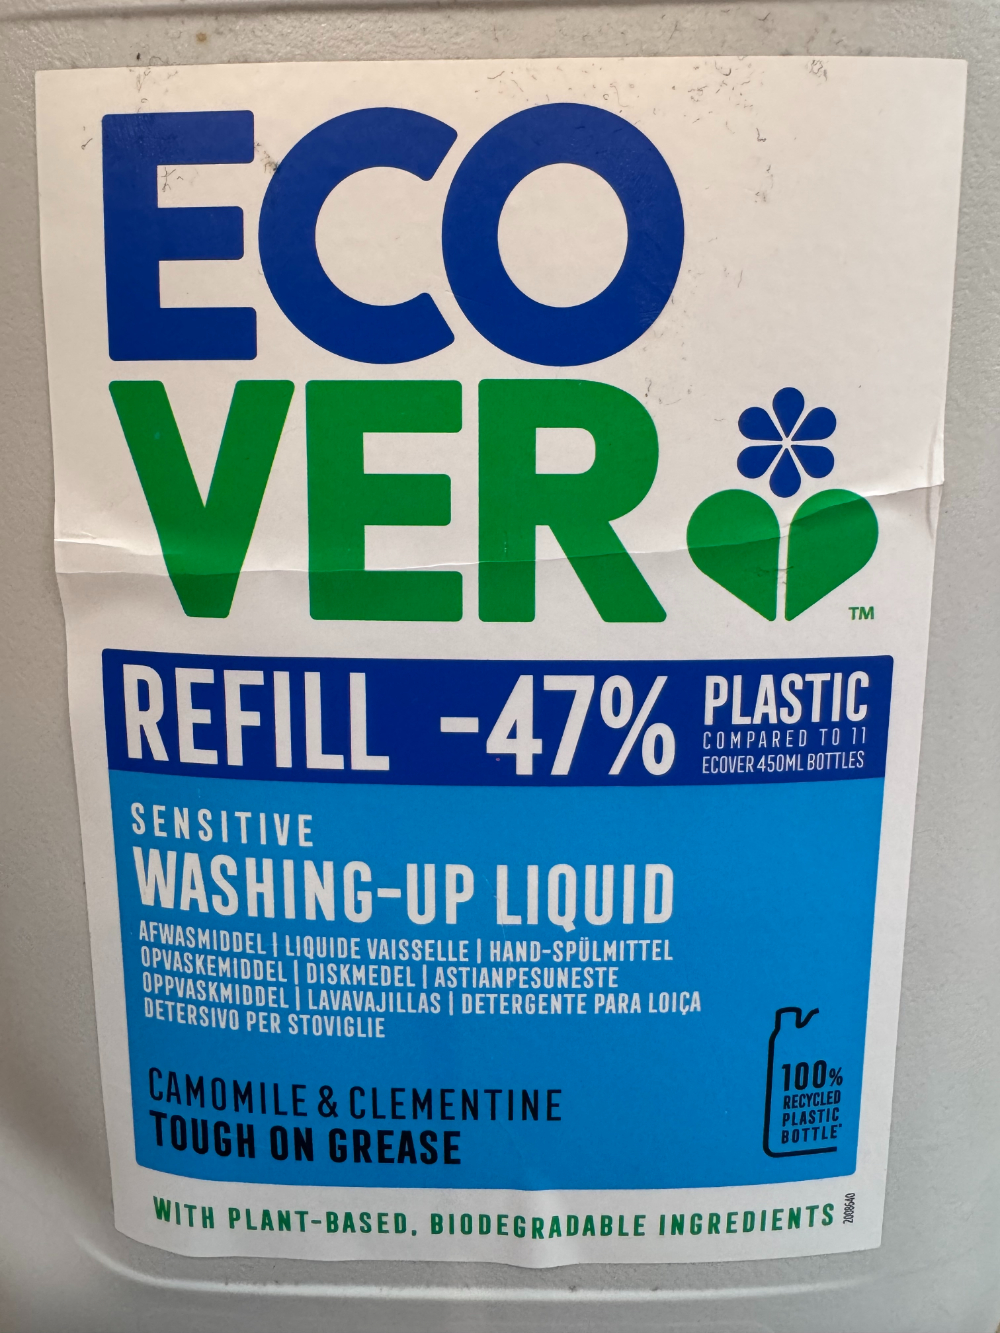 ECO
VER
TM
REFILL -47% PLASTIC
COMPARED TO 11
ECOVER 450ML BOTTLES
SENSITIVE
WASHING-UP LIQUID
AFWASMIDDEL | LIQUIDE VAISSELLE | HAND-SPÜLMITTEL
OPVASKEMIDDEL | DISKMEDEL | ASTIANPESUNESTE
OPPVASKMIDDEL | LAVAVAJILLAS | DETERGENTE PARA LOIÇA
DETERSIVO PER STOVIGLIE
CAMOMILE & CLEMENTINE
TOUGH ON GREASE
100%
RECYCLED
PLASTIC
BOTTLE*
WITH PLANT-BASED, BIODEGRADABLE INGREDIENTS
2008640